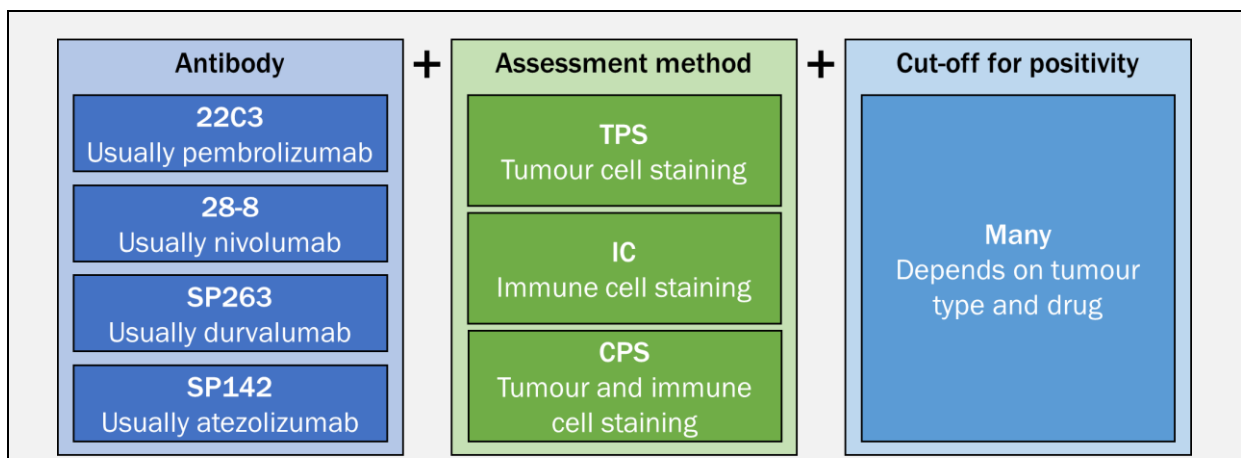 Antibody
22C3
Usually pembrolizumab
28-8
Usually nivolumab
SP263
Usually durvalumab
SP142
Usually atezolizumab
+
Assessment method
TPS
Tumour cell staining
IC
Immune cell staining
CPS
Tumour and immune
cell staining
+
Cut-off for positivity
Many
Depends on tumour
type and drug